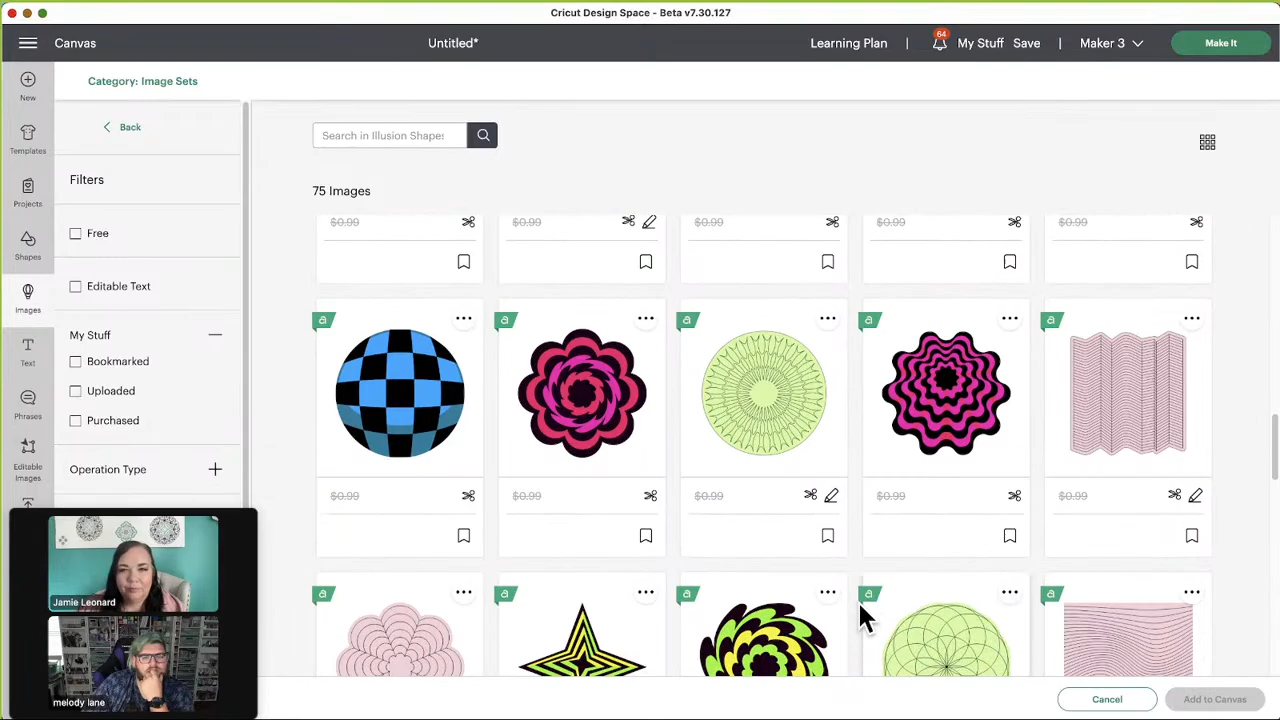 Cricut Design Space - Beta v7.30.127
Canvas
Untitled*
Learning Plan | 64 My Stuff Save | Maker 3 Make It
New
Templates
Projects
Shapes
Images
Text
Phrases
Editable
Images
Category: Image Sets
Back
Filters
Free
Editable Text
My Stuff
Bookmarked
Uploaded
Purchased
Operation Type
Search in Illusion Shapes
75 Images
$0.99 $0.99 $0.99 $0.99 $0.99
a a a a a
$0.99 $0.99 $0.99 $0.99 $0.99
a a a a a
Jamie Leonard
melody lane
Cancel Add to Canvas